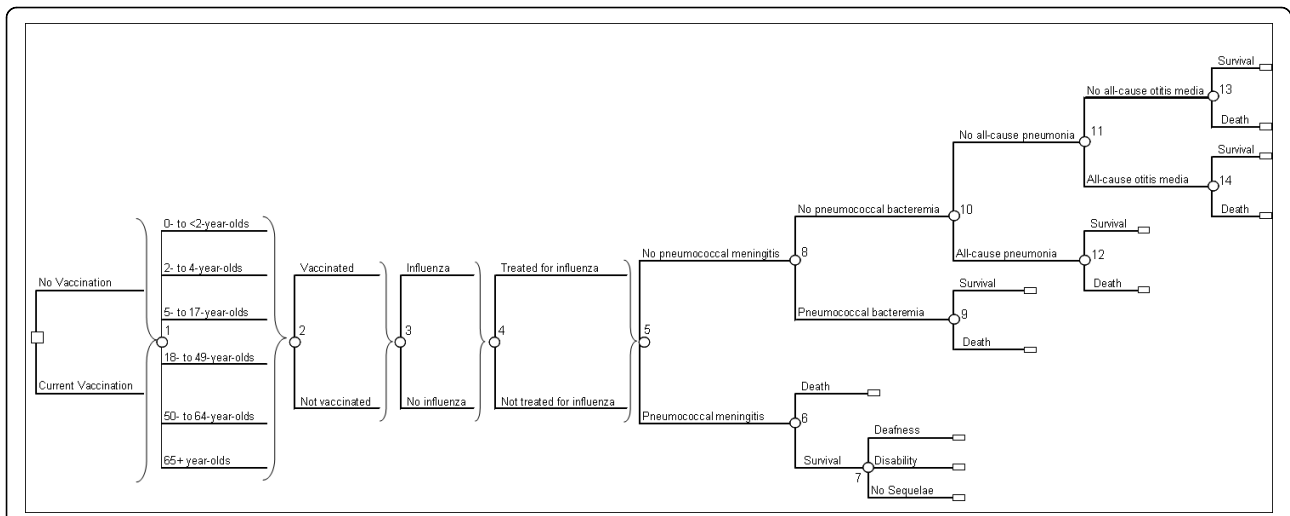 No Vaccination
Current Vaccination
1
0- to <2-year-olds
2- to 4-year-olds
5- to 17-year-olds
18- to 49-year-olds
50- to 64-year-olds
65+ year-olds
2
Vaccinated
Not vaccinated
3
Influenza
No influenza
4
Treated for influenza
Not treated for influenza
5
No pneumococcal meningitis
Pneumococcal meningitis
8
No pneumococcal bacteremia
Pneumococcal bacteremia
10
No all-cause pneumonia
All-cause pneumonia
11
No all-cause otitis media
All-cause otitis media
13
Survival
Death
14
Survival
Death
12
Survival
Death
9
Survival
Death
6
Death
Survival
7
Deafness
Disability
No Sequelae